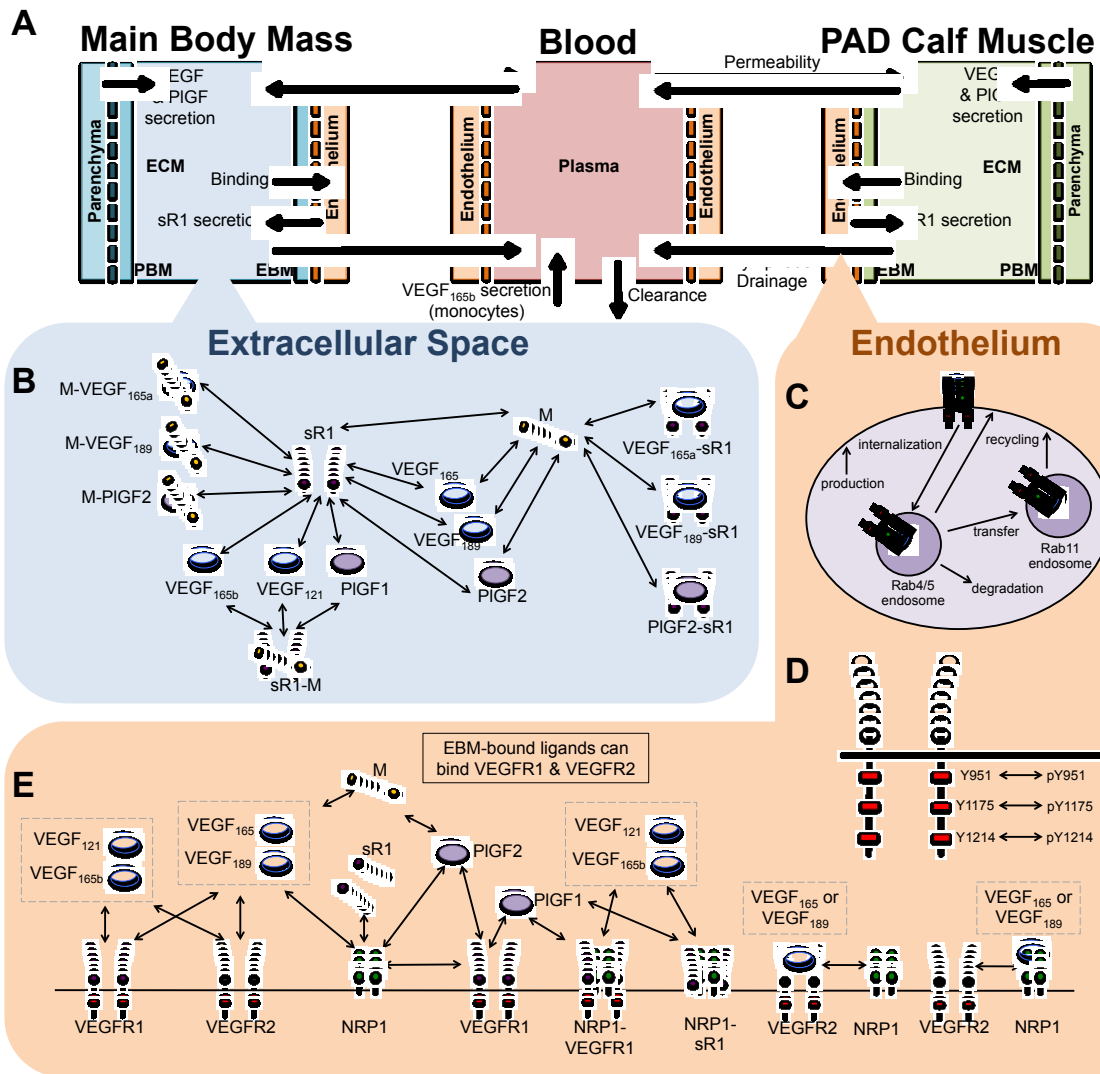 A
Main Body Mass
Blood
PAD Calf Muscle
Permeability
VEGF
& PlGF
secretion
VEG
& PlG
secretion
Parenchyma
ECM
Endothelium
Plasma
Endothelium
Endothelium
ECM
Parenchyma
Binding
Binding
sR1 secretion
R1 secretion
PBM
EBM
EBM
PBM
Drainage
VEGF165b secretion
(monocytes)
Clearance
Extracellular Space
Endothelium
B
M-VEGF165a
M-VEGF189
M-PlGF2
sR1
M
VEGF165
VEGF189
PlGF2
VEGF165a-sR1
VEGF189-sR1
PlGF2-sR1
VEGF165b
VEGF121
PlGF1
sR1-M
C
internalization
recycling
production
transfer
Rab11
endosome
Rab4/5
endosome
degradation
D
Y951
pY951
Y1175
pY1175
Y1214
pY1214
E
EBM-bound ligands can
bind VEGFR1 & VEGFR2
M
VEGF121
VEGF165b
VEGF165
VEGF189
sR1
PlGF2
PlGF1
VEGF121
VEGF165b
VEGF165 or
VEGF189
VEGF165 or
VEGF189
VEGFR1
VEGFR2
NRP1
VEGFR1
NRP1-
VEGFR1
NRP1-
sR1
VEGFR2
NRP1
VEGFR2
NRP1